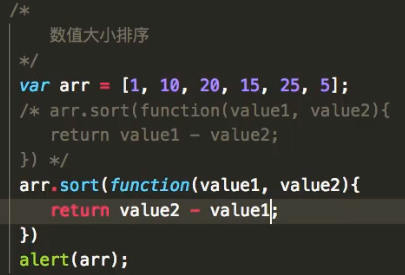 /*
数值大小排序
*/
var arr = [1, 10, 20, 15, 25, 5];
/* arr.sort(function(value1, value2){
return value1 - value2;
}) */
arr.sort(function(value1, value2){
return value2 - value1;
})
alert(arr);